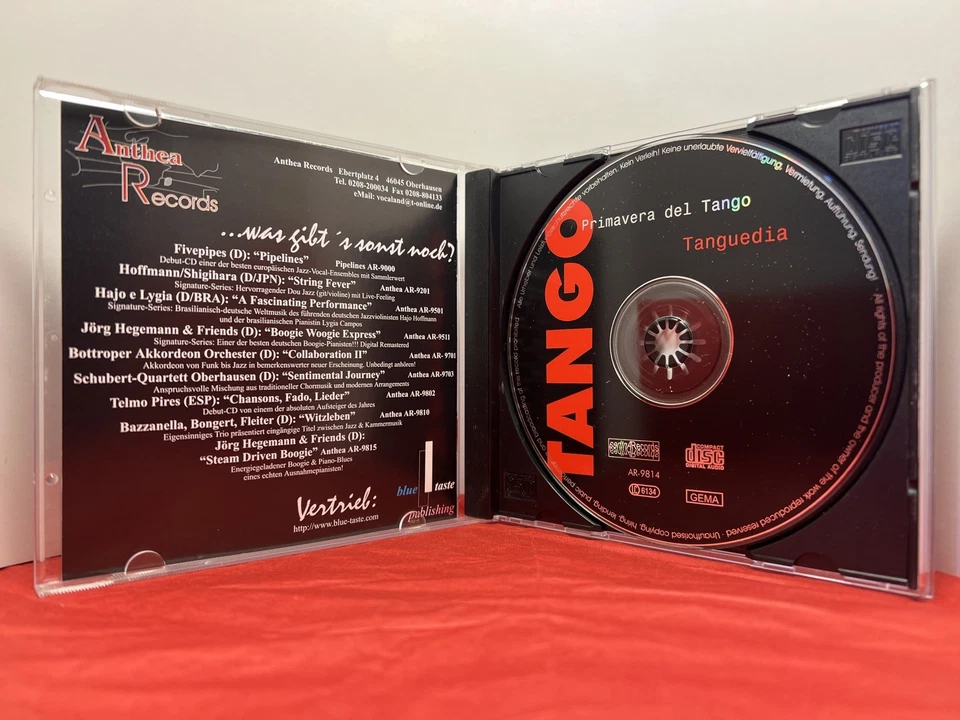 Anthea
Records
Anthea Records Ebertplatz 4 46045 Oberhausen
Tel. 0208-200034 Fax 0208-804133
eMail: vocaland@t-online.de
...was gibt´s sonst noch?
Fivepipes (D): “Pipelines” Pipelines AR-9000
Debut-CD einer der besten europäischen Jazz-Vocal-Ensembles mit Sammlerwert
Hoffmann/Shigihara (D/JPN): “String Fever” Anthea AR-9201
Signature-Series: Hervorragender Dou Jazz (git/violine) mit Live-Feeling
Hajo e Lygia (D/BRA): “A Fascinating Performance” Anthea AR-9501
Signature-Series: Brasilianisch-deutsche Weltmusik des führenden deutschen Jazzviolinisten Hajo Hoffmann
und der brasilianischen Pianistin Lygia Campos
Jörg Hegemann & Friends (D): “Boogie Woogie Express” Anthea AR-9511
Signature-Series: Einer der besten deutschen Boogie-Pianisten!!! Digital Remastered
Bottroper Akkordeon Orchester (D): “Collaboration II” Anthea AR-9701
Akkordeon von Funk bis Jazz in bemerkenswerter neuer Erscheinung. Unbedingt anhören!
Schubert-Quartett Oberhausen (D): “Sentimental Journey” Anthea AR-9703
Anspruchsvolle Mischung aus traditioneller Chormusik und modernen Arrangements
Telmo Pires (ESP): “Chansons, Fado, Lieder” Anthea AR-9802
Debut-CD von einem der absoluten Aufsteiger des Jahres
Bazzanella, Bongert, Fleiter (D): “Witzleben” Anthea AR-9810
Eigensinniges Trio präsentiert eingängige Titel zwischen Jazz & Kammermusik
Jörg Hegemann & Friends (D):
“Steam Driven Boogie” Anthea AR-9815
Energiegeladener Boogie & Piano-Blues
eines echten Ausnahmepianisten!
Vertrieb:
http://www.blue-taste.com
blue taste
publishing
TANGO
Primavera del Tango
Tanguedia
AR-9814
LC 6134
COMPACT
disc
DIGITAL AUDIO
GEMA
vorbehalten. Kein Verleih! Keine unerlaubte Vervielfältigung, Vermietung, Aufführung, Sendung!
All rights of the producer and the owner of the work reproduced reserved · Unauthorised copying, hiring, lending, public